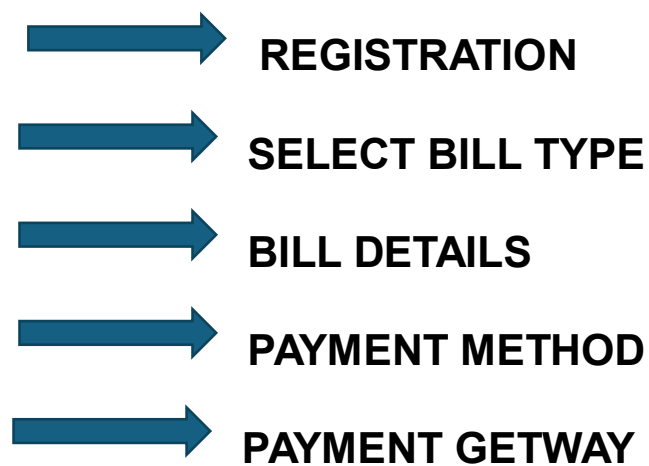 REGISTRATION
SELECT BILL TYPE
BILL DETAILS
PAYMENT METHOD
PAYMENT GETWAY